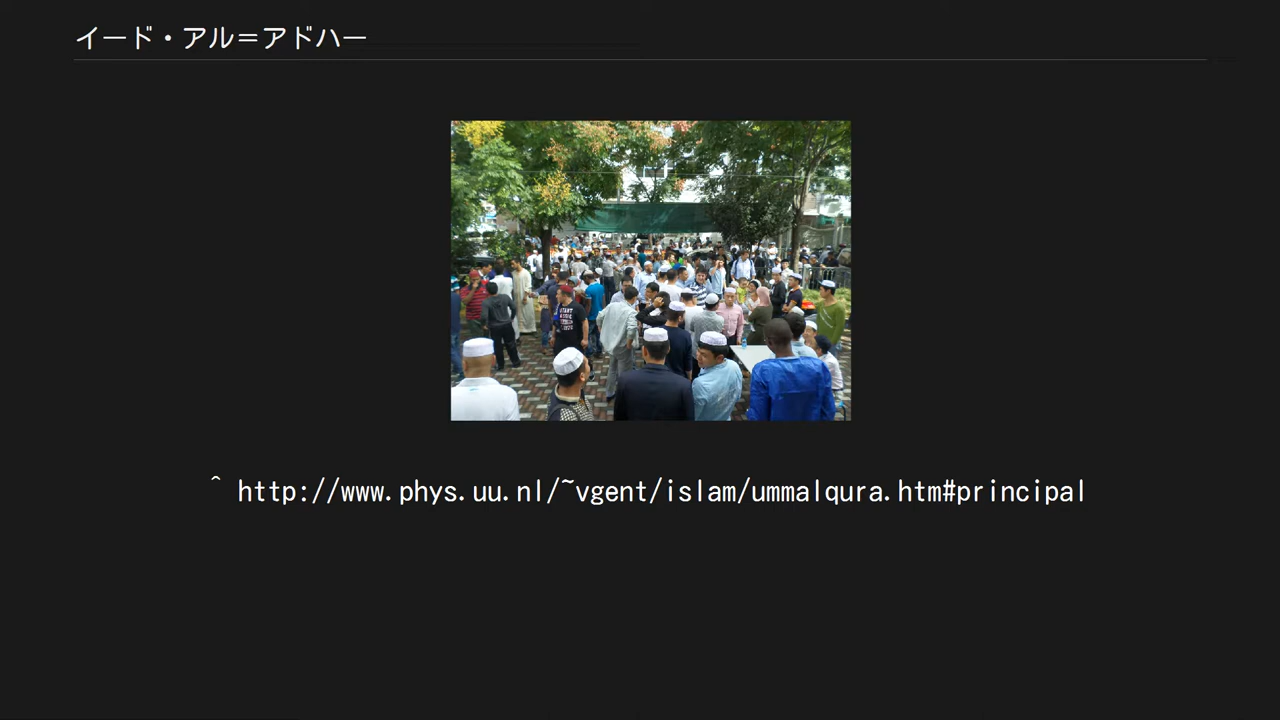 イード・アル＝アドハー
^ http://www.phys.uu.nl/~vgent/islam/ummalqura.htm#principal